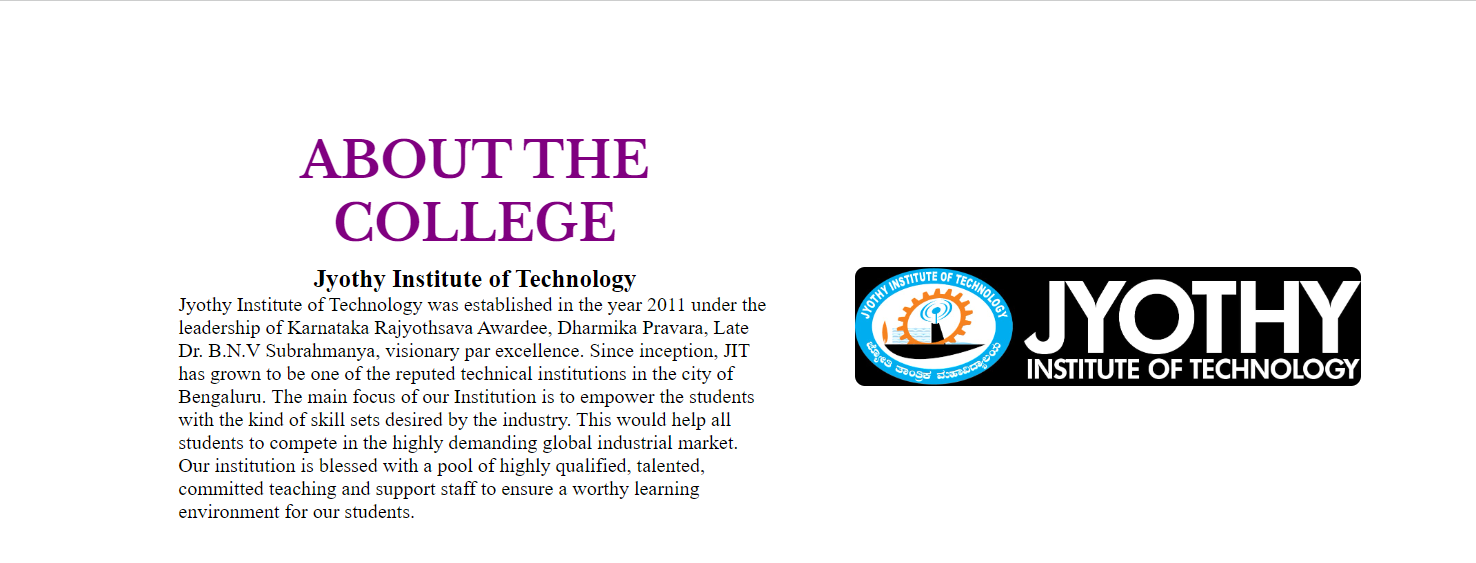 ABOUT THE
COLLEGE
Jyothy Institute of Technology
Jyothy Institute of Technology was established in the year 2011 under the
leadership of Karnataka Rajyothsava Awardee, Dharmika Pravara, Late
Dr. B.N.V Subrahmanya, visionary par excellence. Since inception, JIT
has grown to be one of the reputed technical institutions in the city of
Bengaluru. The main focus of our Institution is to empower the students
with the kind of skill sets desired by the industry. This would help all
students to compete in the highly demanding global industrial market.
Our institution is blessed with a pool of highly qualified, talented,
committed teaching and support staff to ensure a worthy learning
environment for our students.
JYOTHY INSTITUTE OF TECHNOLOGY
ಜ್ಯೋತಿ ತಾಂತ್ರಿಕ ಮಹಾವಿದ್ಯಾಲಯ
JYOTHY
INSTITUTE OF TECHNOLOGY